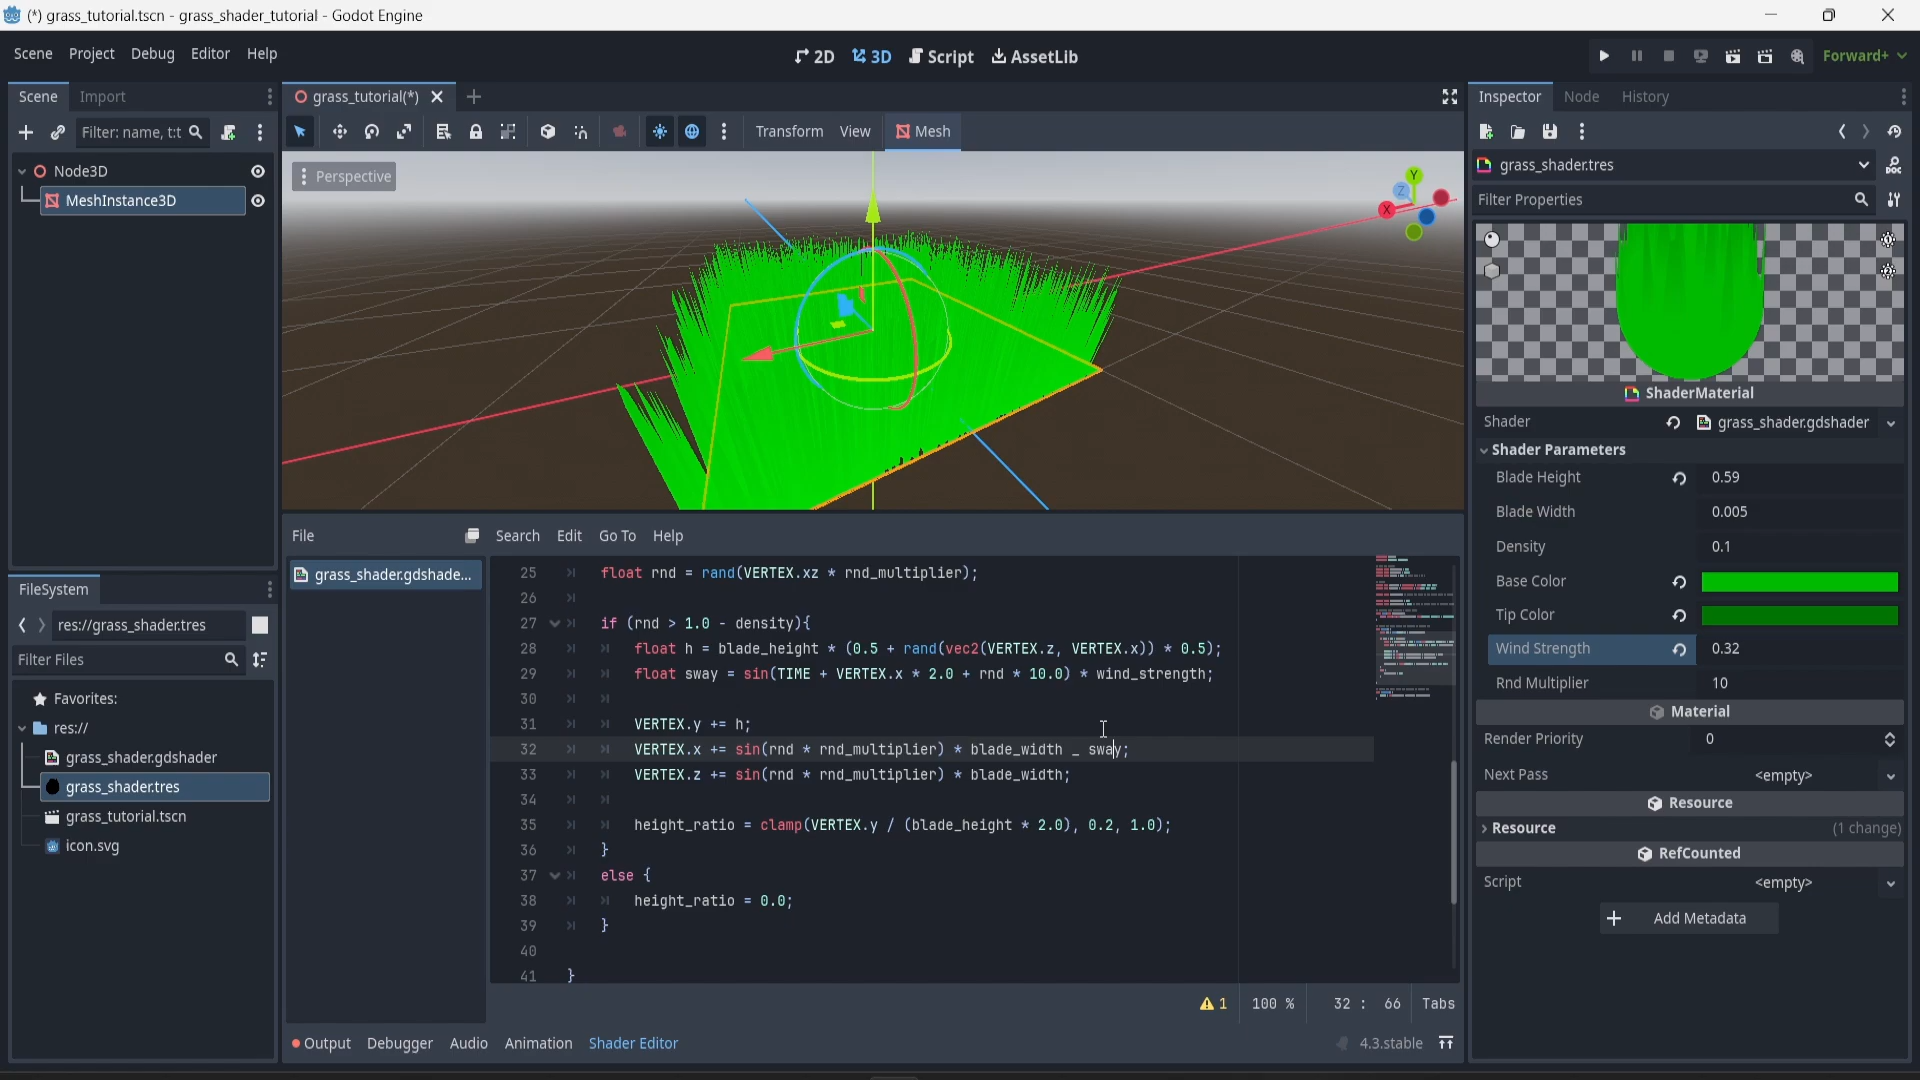 (*) grass_tutorial.tscn - grass_shader_tutorial - Godot Engine
Scene Project Debug Editor Help
2D 3D Script AssetLib
Forward+
Scene Import
grass_tutorial(*)
Inspector Node History
Filter: name, t:t
Transform View Mesh
grass_shader.tres
DOC
Filter Properties
Node3D
MeshInstance3D
Perspective
Y
Z
X
ShaderMaterial
Shader grass_shader.gdshader
Shader Parameters
Blade Height 0.59
Blade Width 0.005
Density 0.1
Base Color
Tip Color
Wind Strength 0.32
Rnd Multiplier 10
Material
Render Priority 0
Next Pass <empty>
Resource
Resource (1 change)
RefCounted
Script <empty>
Add Metadata
FileSystem
res://grass_shader.tres
Filter Files
Favorites:
res://
grass_shader.gdshader
grass_shader.tres
grass_tutorial.tscn
icon.svg
File Search Edit Go To Help
grass_shader.gdshade...
25 float rnd = rand(VERTEX.xz * rnd_multiplier);
26
27 if (rnd > 1.0 - density){
28 float h = blade_height * (0.5 + rand(vec2(VERTEX.z, VERTEX.x)) * 0.5);
29 float sway = sin(TIME + VERTEX.x * 2.0 + rnd * 10.0) * wind_strength;
30
31 VERTEX.y += h;
32 VERTEX.x += sin(rnd * rnd_multiplier) * blade_width _ sway;
33 VERTEX.z += sin(rnd * rnd_multiplier) * blade_width;
34
35 height_ratio = clamp(VERTEX.y / (blade_height * 2.0), 0.2, 1.0);
36 }
37 else {
38 height_ratio = 0.0;
39 }
40
41 }
1 100 % 32 : 66 Tabs
Output Debugger Audio Animation Shader Editor 4.3.stable